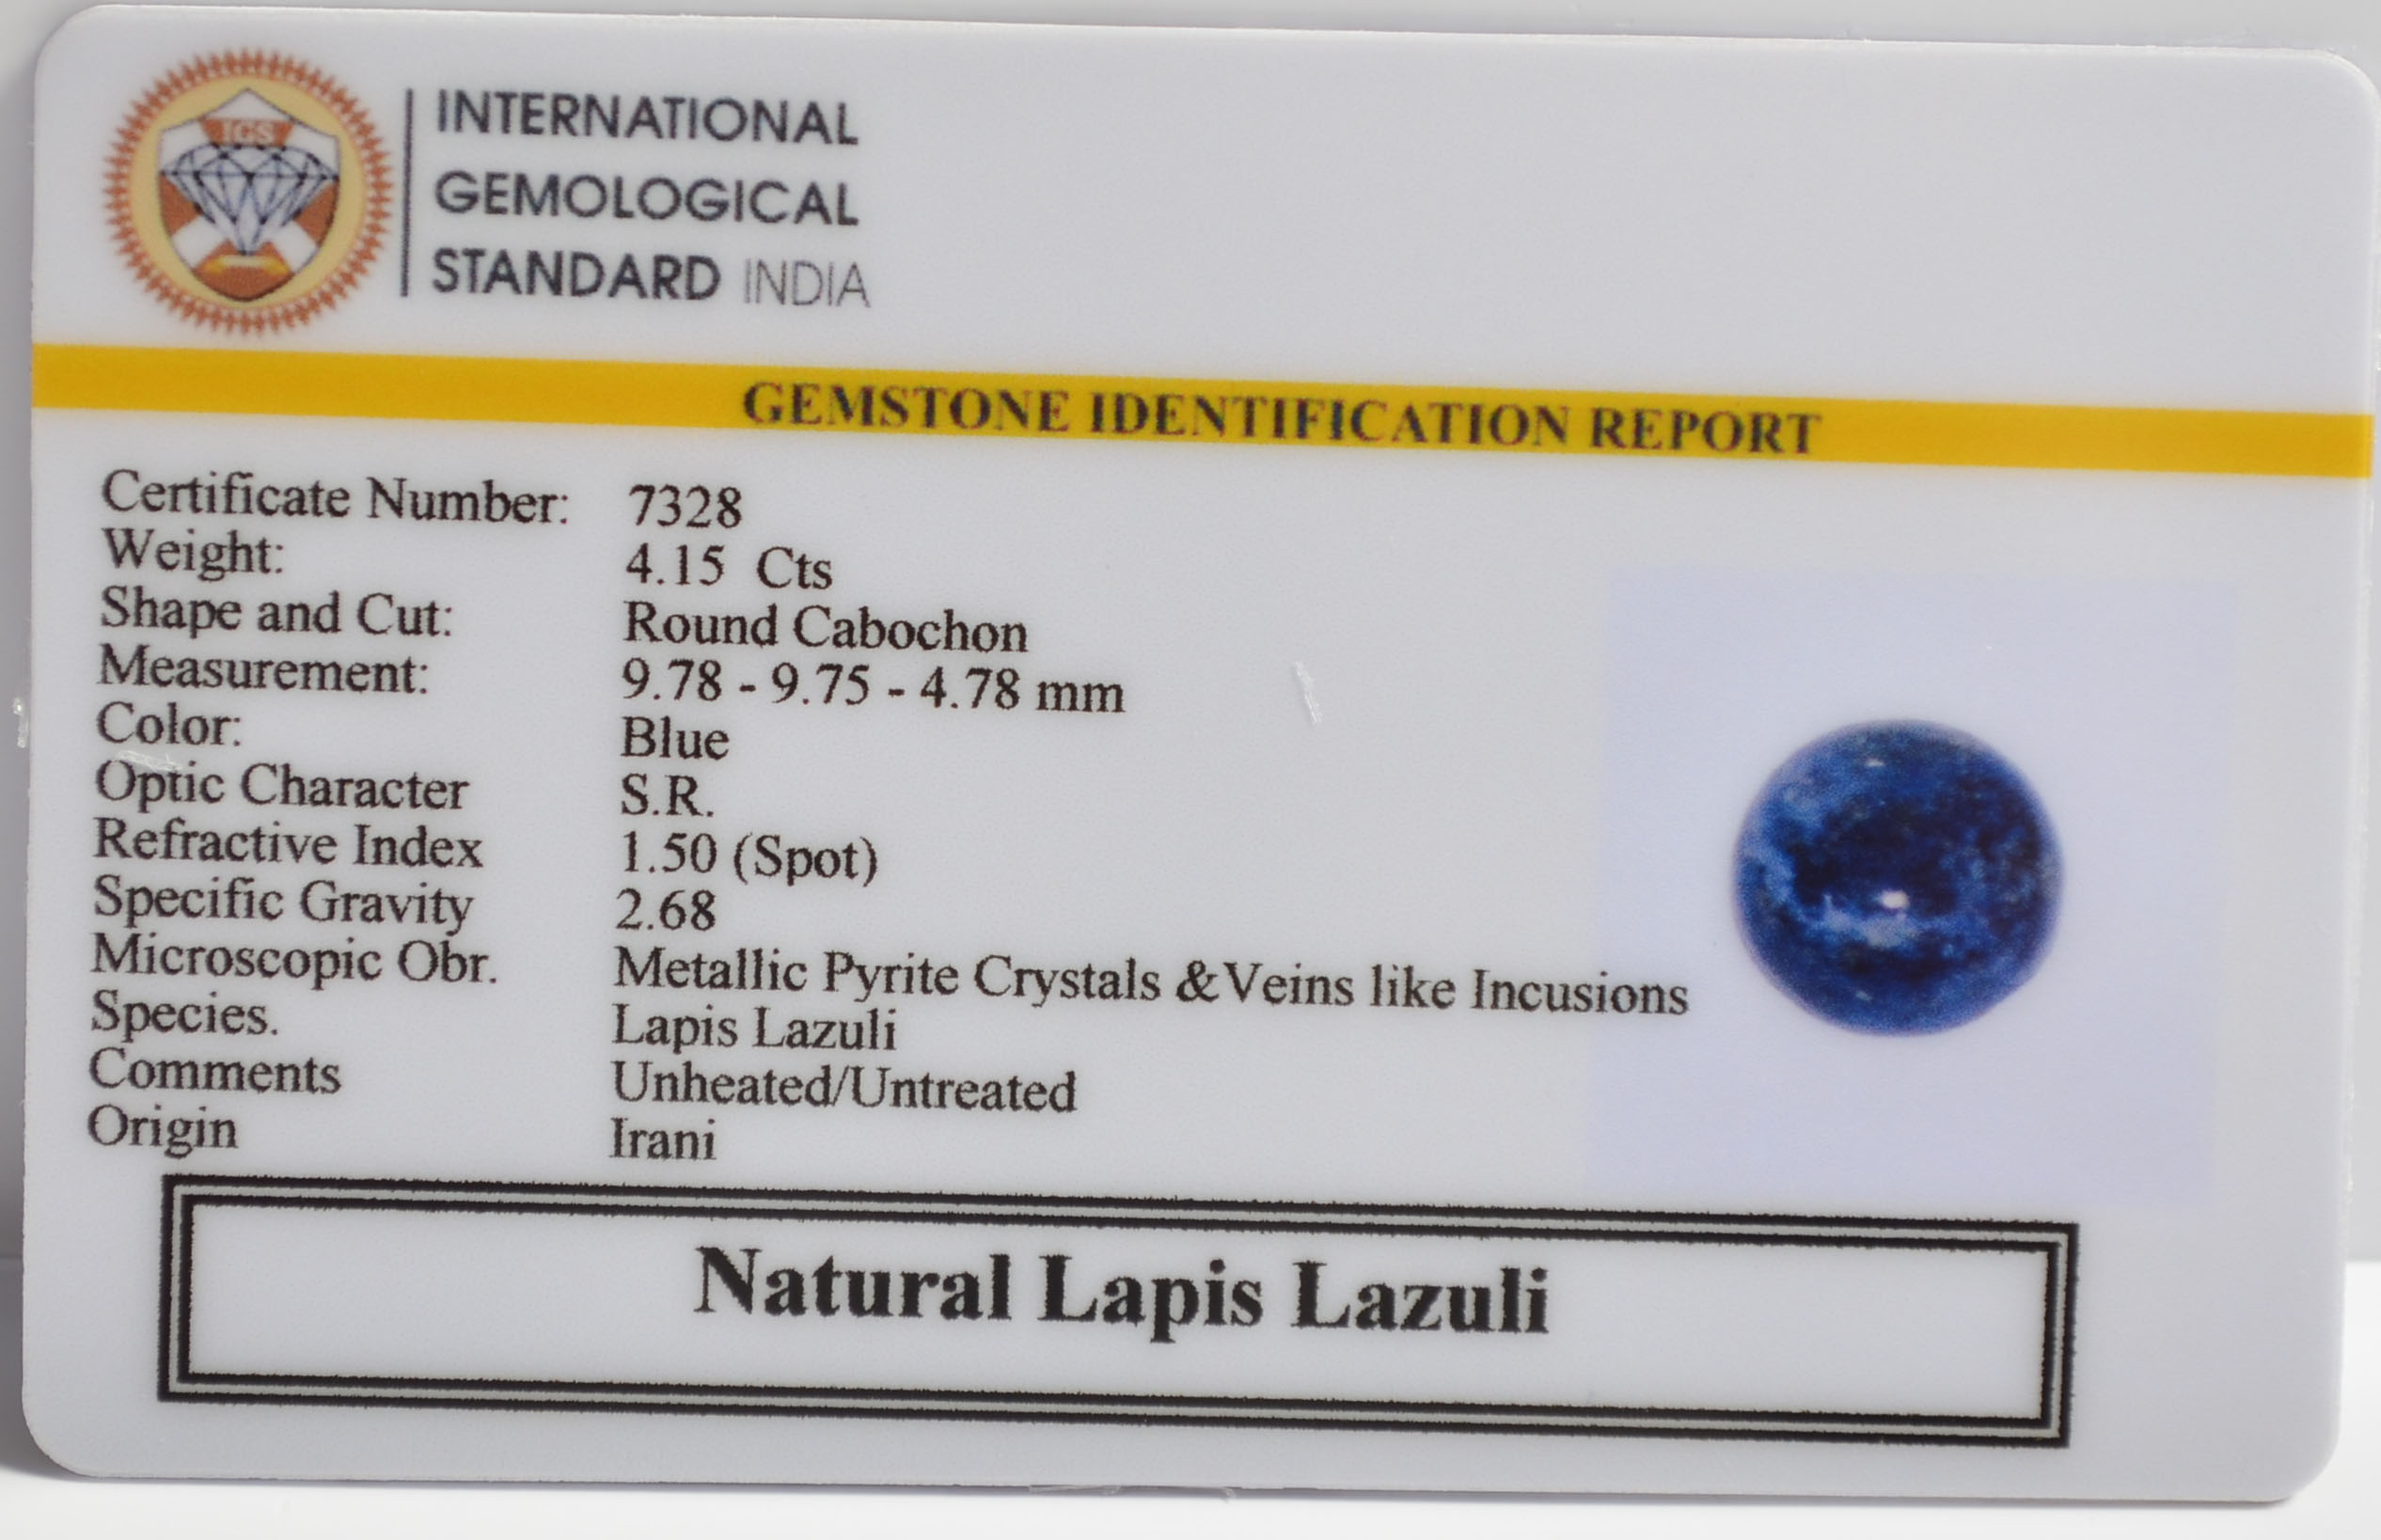 IGS
INTERNATIONAL
GEMOLOGICAL
STANDARD INDIA
GEMSTONE IDENTIFICATION REPORT
Certificate Number: 7328
Weight: 4.15 Cts
Shape and Cut: Round Cabochon
Measurement: 9.78 - 9.75 - 4.78 mm
Color: Blue
Optic Character S.R.
Refractive Index 1.50 (Spot)
Specific Gravity 2.68
Microscopic Obr. Metallic Pyrite Crystals &Veins like Incusions
Species. Lapis Lazuli
Comments Unheated/Untreated
Origin Irani
Natural Lapis Lazuli